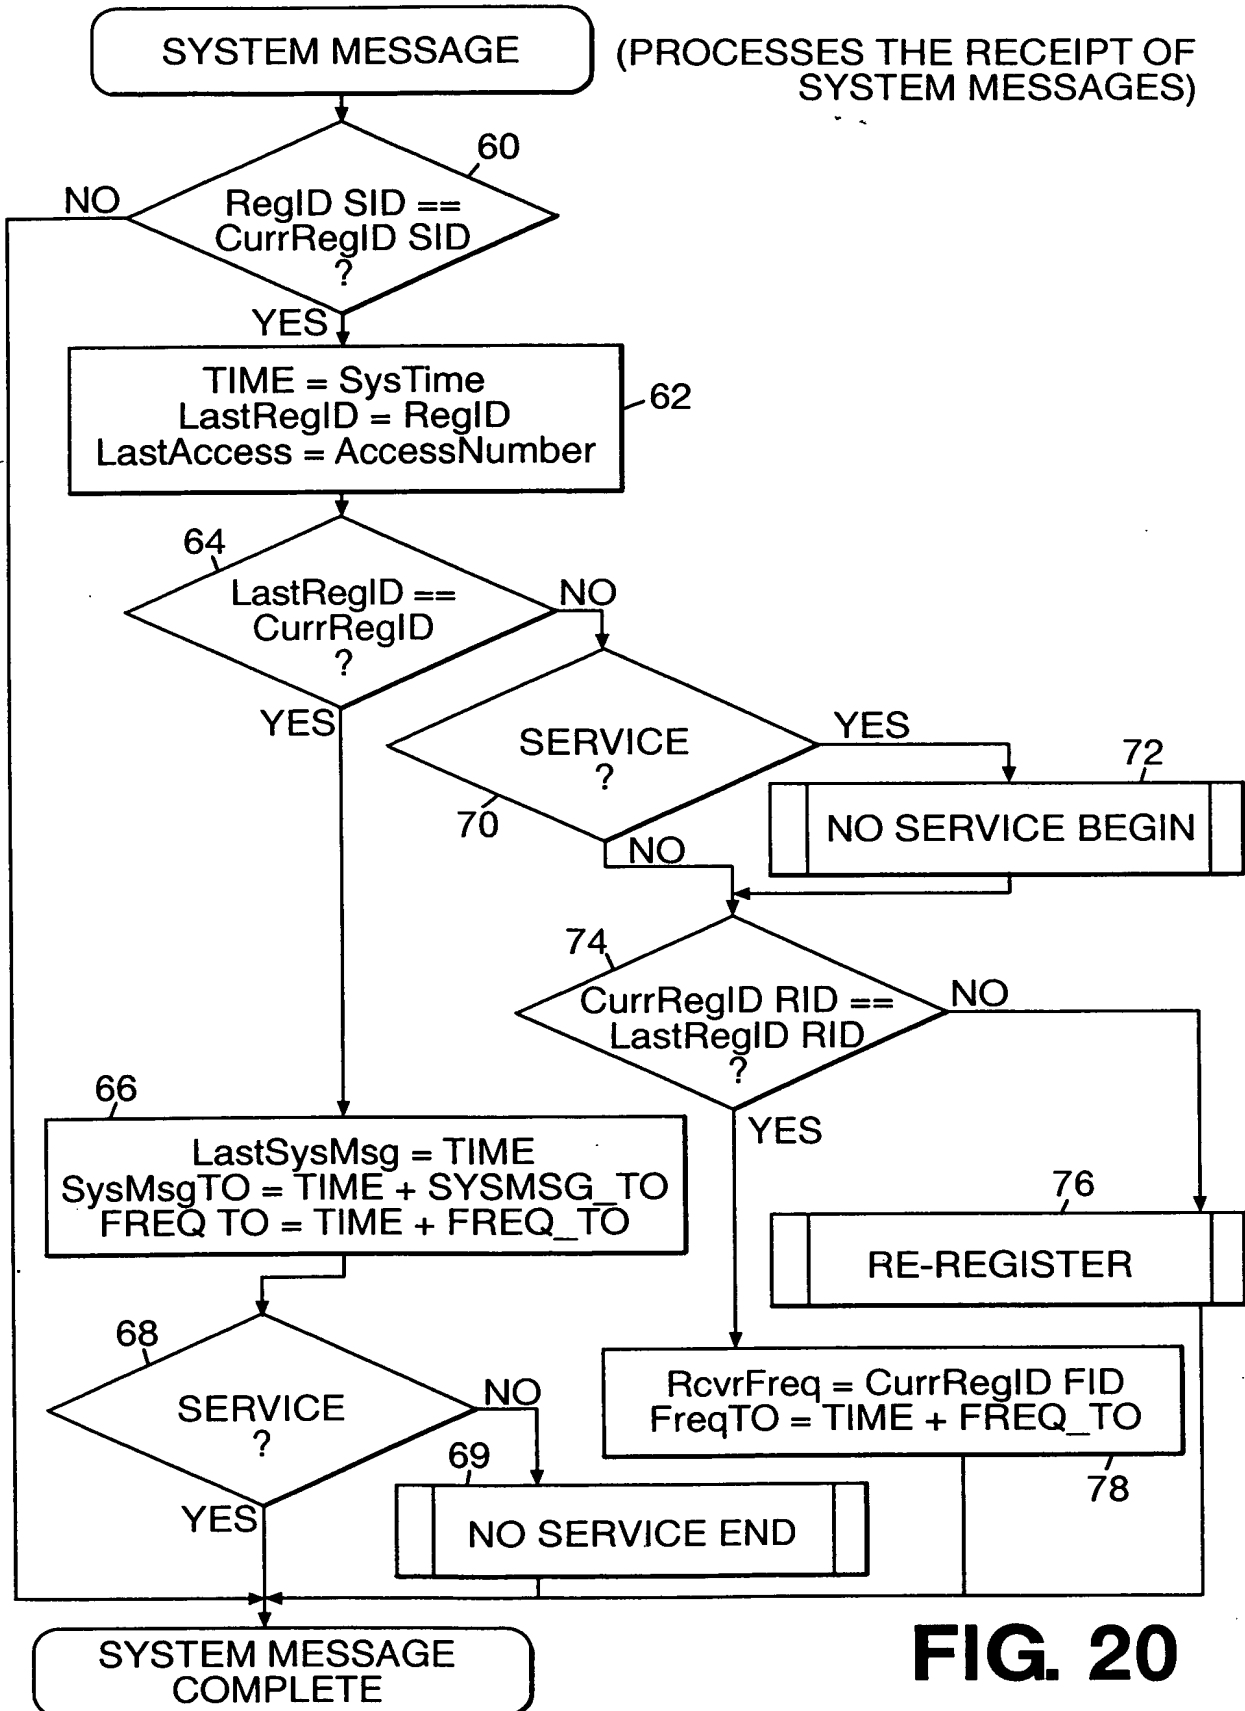 SYSTEM MESSAGE
(PROCESSES THE RECEIPT OF
SYSTEM MESSAGES)
60
NO
RegID SID ==
CurrRegID SID
?
YES
TIME = SysTime
LastRegID = RegID
LastAccess = AccessNumber
62
64
LastRegID ==
CurrRegID
?
NO
YES
SERVICE
?
YES
70
NO
72
NO SERVICE BEGIN
74
CurrRegID RID ==
LastRegID RID
?
NO
YES
66
LastSysMsg = TIME
SysMsgTO = TIME + SYSMSG_TO
FREQ TO = TIME + FREQ_TO
76
RE-REGISTER
68
SERVICE
?
NO
YES
RcvrFreq = CurrRegID FID
FreqTO = TIME + FREQ_TO
78
69
NO SERVICE END
SYSTEM MESSAGE
COMPLETE
FIG. 20